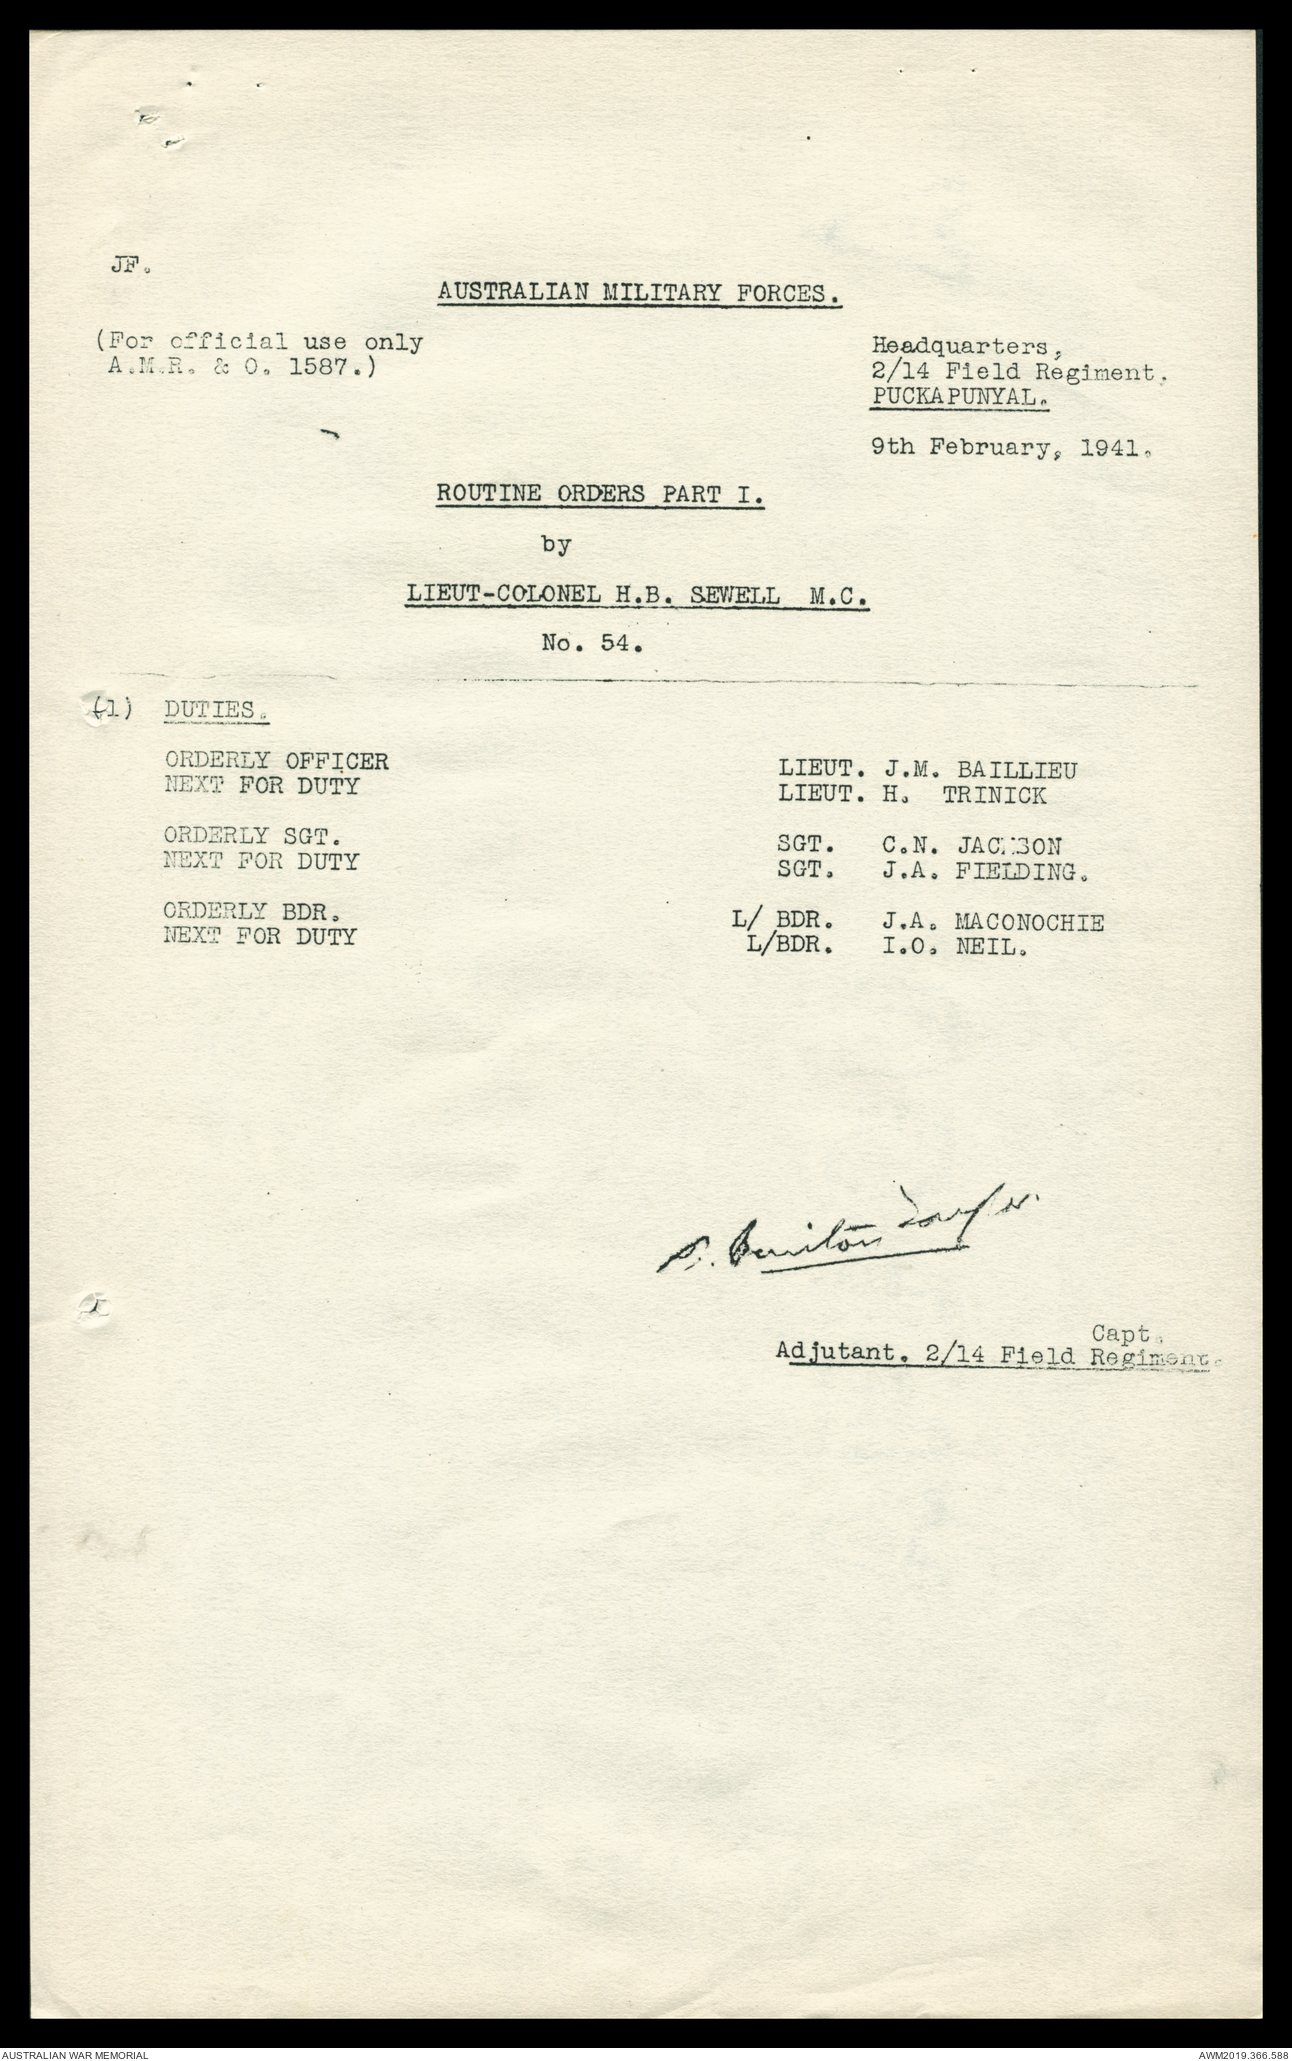 JF.
AUSTRALIAN MILITARY FORCES.
(For official use only
A.M.R. & O. 1587.)
Headquarters,
2/14 Field Regiment.
PUCKAPUNYAL.
9th February, 1941.
ROUTINE ORDERS PART I.
by
LIEUT-COLONEL H.B. SEWELL M.C.
No. 54.
(1) DUTIES.
ORDERLY OFFICER LIEUT. J.M. BAILLIEU
NEXT FOR DUTY LIEUT. H. TRINICK
ORDERLY SGT. SGT. C.N. JACKSON
NEXT FOR DUTY SGT. J.A. FIELDING.
ORDERLY BDR. L/ BDR. J.A. MACONOCHIE
NEXT FOR DUTY L/BDR. I.O. NEIL.
Capt.
Adjutant. 2/14 Field Regiment.
AUSTRALIAN WAR MEMORIAL
AWM2019.366.588